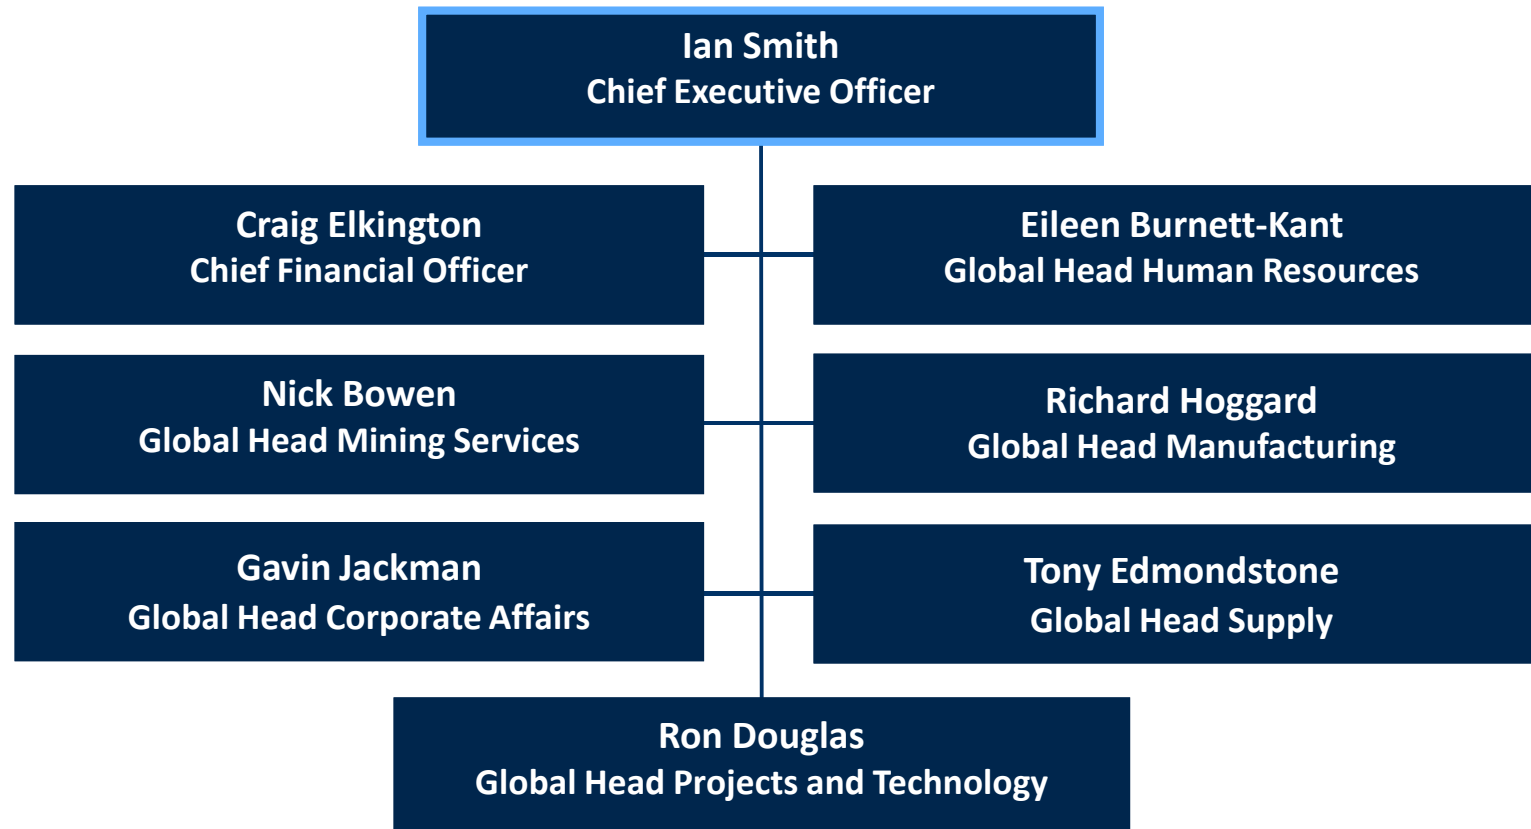 Ian Smith
Chief Executive Officer
Craig Elkington
Chief Financial Officer
Eileen Burnett-Kant
Global Head Human Resources
Nick Bowen
Global Head Mining Services
Richard Hoggard
Global Head Manufacturing
Gavin Jackman
Global Head Corporate Affairs
Tony Edmondstone
Global Head Supply
Ron Douglas
Global Head Projects and Technology